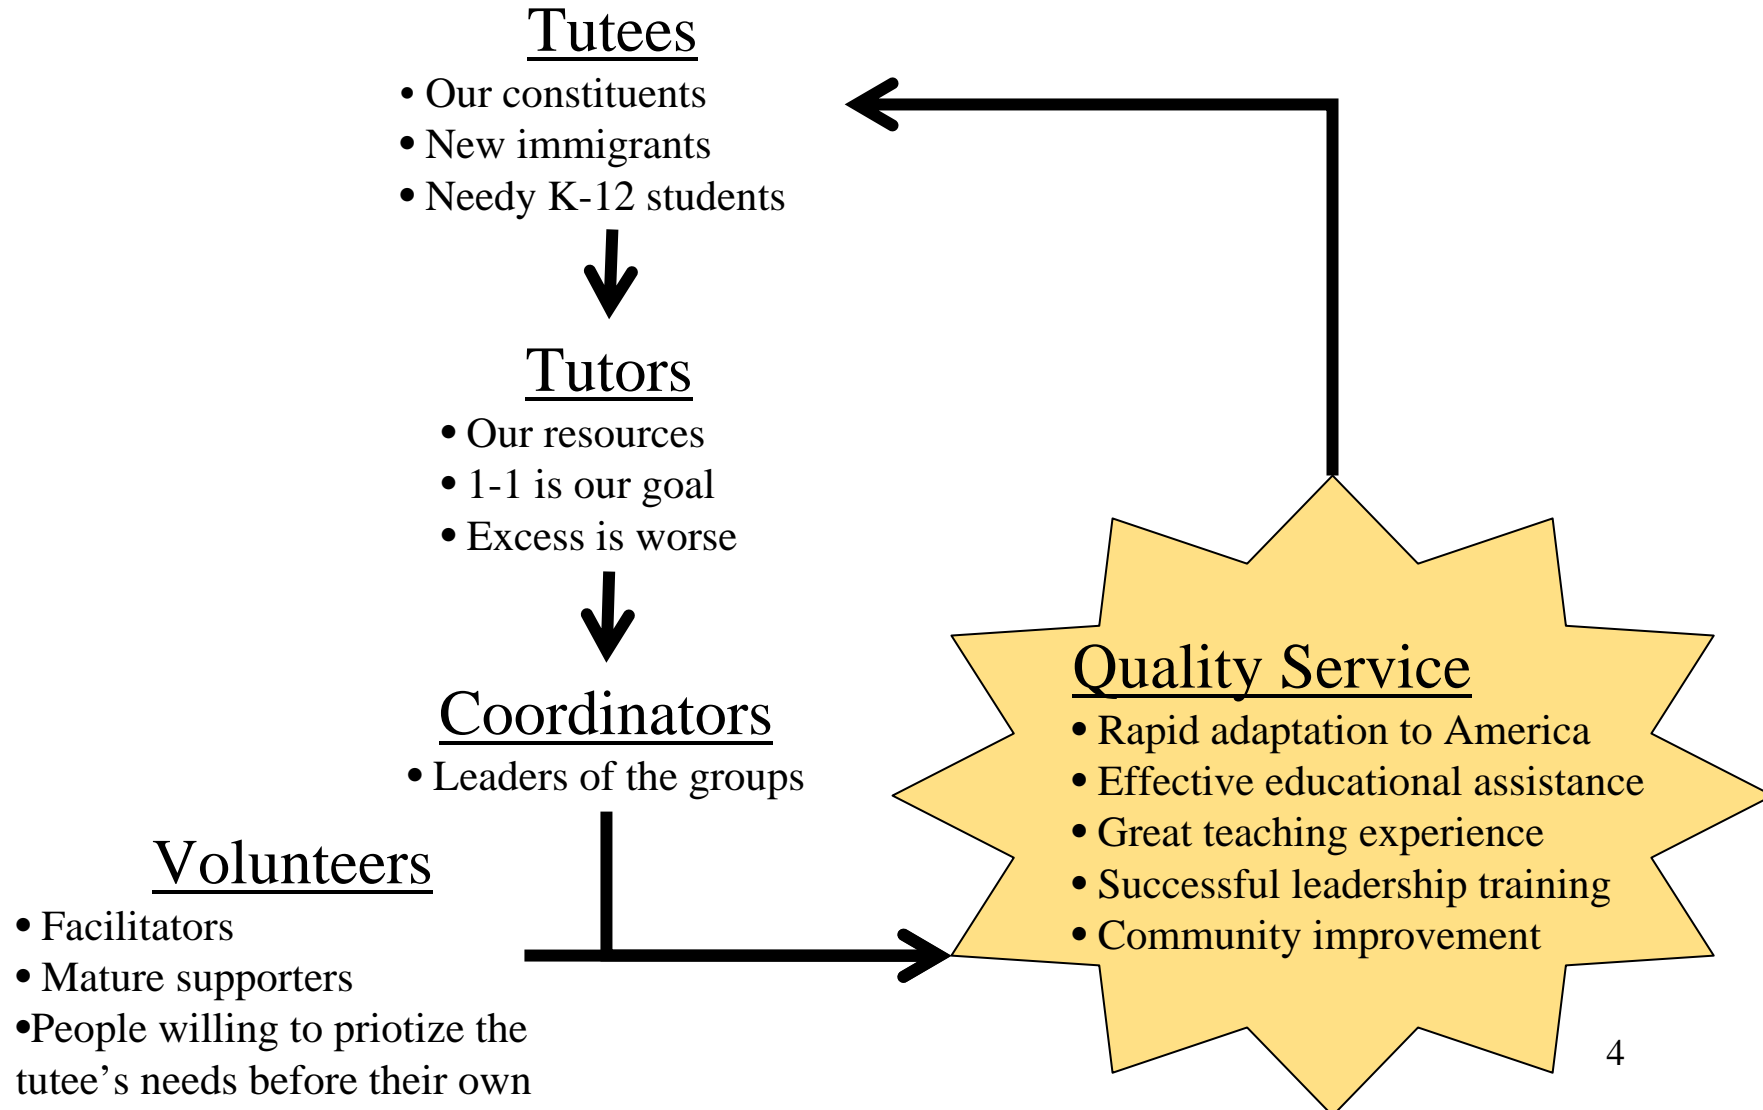 Tutees
• Our constituents
• New immigrants
• Needy K-12 students
Tutors
• Our resources
• 1-1 is our goal
• Excess is worse
Coordinators
• Leaders of the groups
Volunteers
• Facilitators
• Mature supporters
•People willing to priotize the
tutee’s needs before their own
Quality Service
• Rapid adaptation to America
• Effective educational assistance
• Great teaching experience
• Successful leadership training
• Community improvement
4